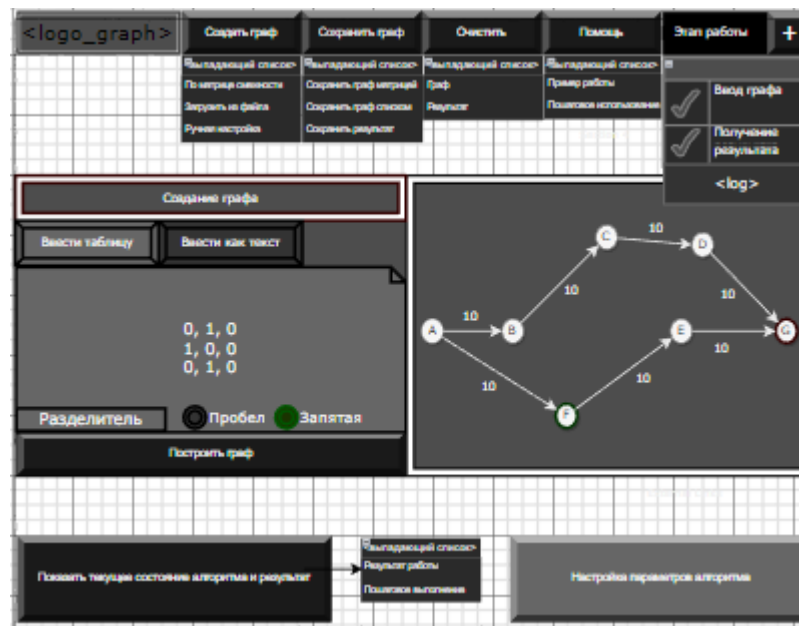 <logo_graph>
Создать граф
Сохранить граф
Очистить
Помощь
Этап работы
+
<выпадающий список>
По матрице смежности
Загрузить из файла
Ручная настройка
<выпадающий список>
Сохранить граф матрицей
Сохранить граф списком
Сохранить результат
<выпадающий список>
Граф
Результат
<выпадающий список>
Пример работы
Пошаговое использование
Ввод графа
Получение
результата
<log>
Создание графа
Ввести таблицу
Ввести как текст
0, 1, 0
1, 0, 0
0, 1, 0
Разделитель
Пробел
Запятая
Построить граф
C
10
D
10
10
10
A
B
10
E
G
10
10
10
F
Показать текущее состояние алгоритма и результат
<выпадающий список>
Результат работы
Пошаговое выполнение
Настройка параметров алгоритма